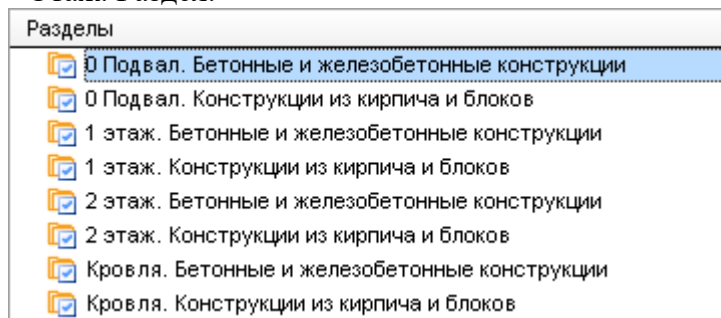 Разделы
0 Подвал. Бетонные и железобетонные конструкции
0 Подвал. Конструкции из кирпича и блоков
1 этаж. Бетонные и железобетонные конструкции
1 этаж. Конструкции из кирпича и блоков
2 этаж. Бетонные и железобетонные конструкции
2 этаж. Конструкции из кирпича и блоков
Кровля. Бетонные и железобетонные конструкции
Кровля. Конструкции из кирпича и блоков